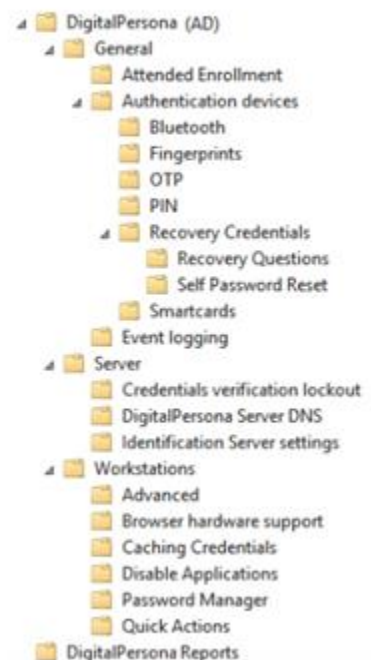 DigitalPersona (AD)
General
Attended Enrollment
Authentication devices
Bluetooth
Fingerprints
OTP
PIN
Recovery Credentials
Recovery Questions
Self Password Reset
Smartcards
Event logging
Server
Credentials verification lockout
DigitalPersona Server DNS
Identification Server settings
Workstations
Advanced
Browser hardware support
Caching Credentials
Disable Applications
Password Manager
Quick Actions
DigitalPersona Reports